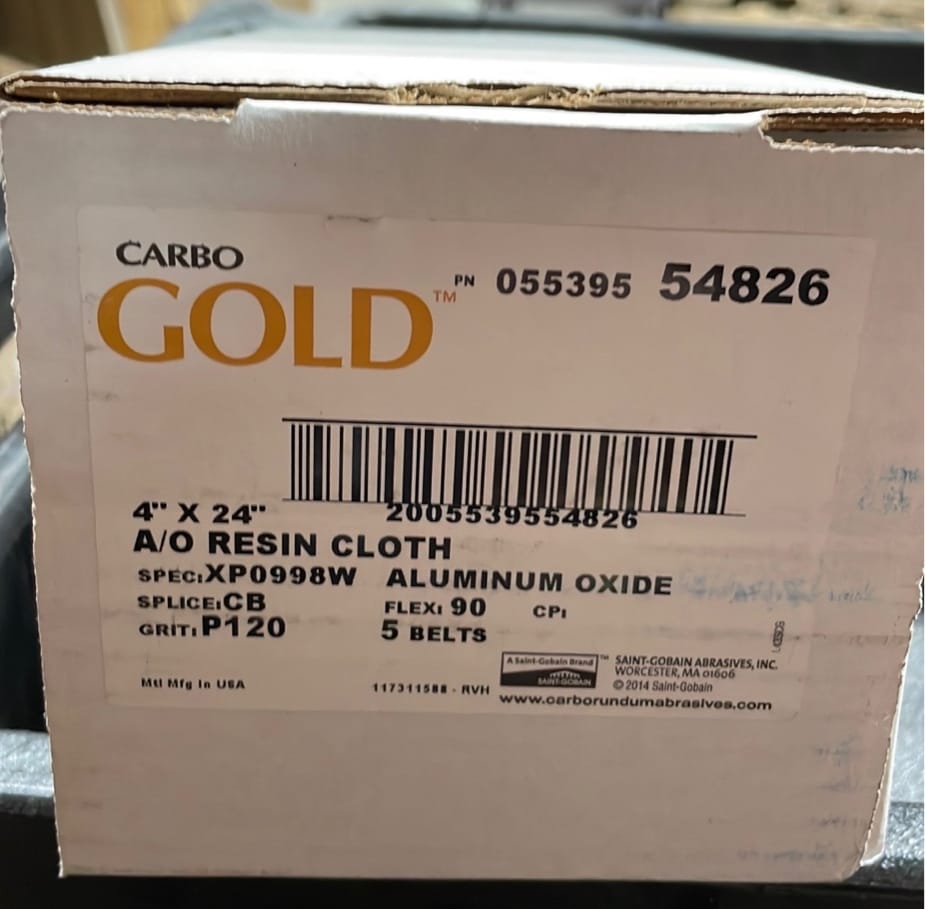 CARBO
GOLD™ PN 055395 54826
4" X 24" 2005539554826
A/O RESIN CLOTH
SPEC:XP0998W ALUMINUM OXIDE
SPLICE:CB FLEX: 90 CP:
GRIT:P120 5 BELTS
A Saint-Gobain Brand™ SAINT-GOBAIN ABRASIVES, INC.
SAINT-GOBAIN WORCESTER, MA 01606
Mtl Mfg In USA 117311588 - RVH © 2014 Saint-Gobain
www.carborundumabrasives.com